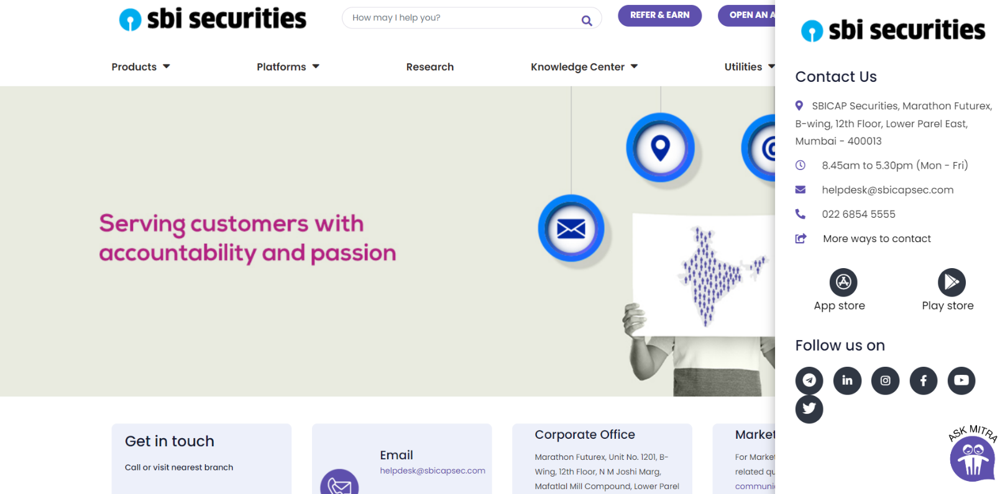 sbi securities
How may I help you?
REFER & EARN
OPEN AN A
Products
Platforms
Research
Knowledge Center
Utilities
Serving customers with
accountability and passion
Get in touch
Call or visit nearest branch
Email
helpdesk@sbicapsec.com
Corporate Office
Marathon Futurex, Unit No. 1201, B-
Wing, 12th Floor, N M Joshi Marg,
Mafatlal Mill Compound, Lower Parel
Market
For Market
related qu
communi
sbi securities
Contact Us
SBICAP Securities, Marathon Futurex,
B-wing, 12th Floor, Lower Parel East,
Mumbai - 400013
8.45am to 5.30pm (Mon - Fri)
helpdesk@sbicapsec.com
022 6854 5555
More ways to contact
App store
Play store
Follow us on
ASK MITRA